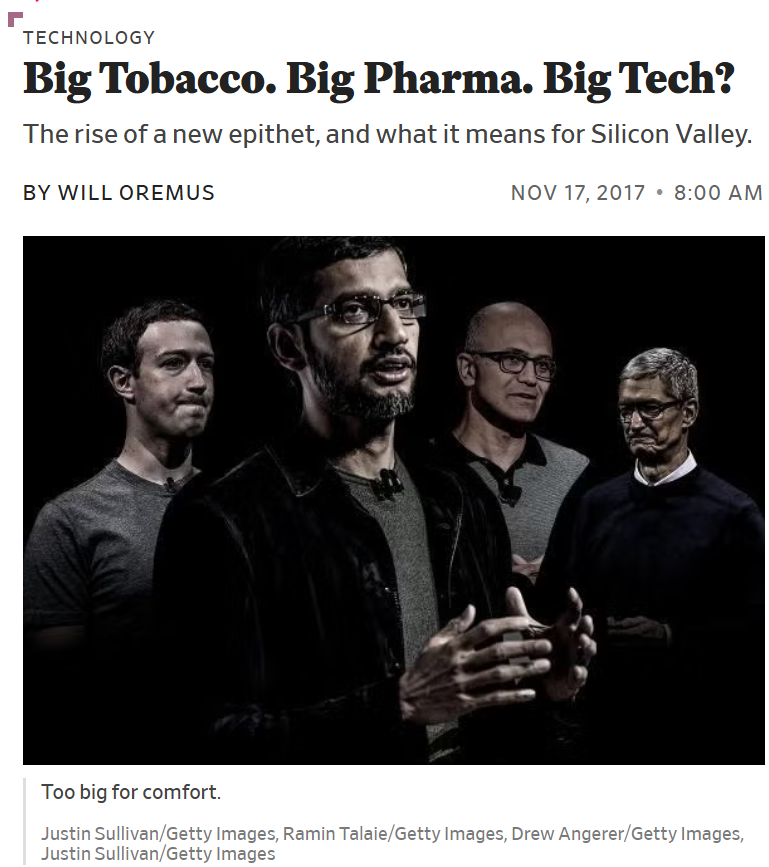 TECHNOLOGY
Big Tobacco. Big Pharma. Big Tech?
The rise of a new epithet, and what it means for Silicon Valley.
BY WILL OREMUS
NOV 17, 2017 • 8:00 AM
Too big for comfort.
Justin Sullivan/Getty Images, Ramin Talaie/Getty Images, Drew Angerer/Getty Images,
Justin Sullivan/Getty Images